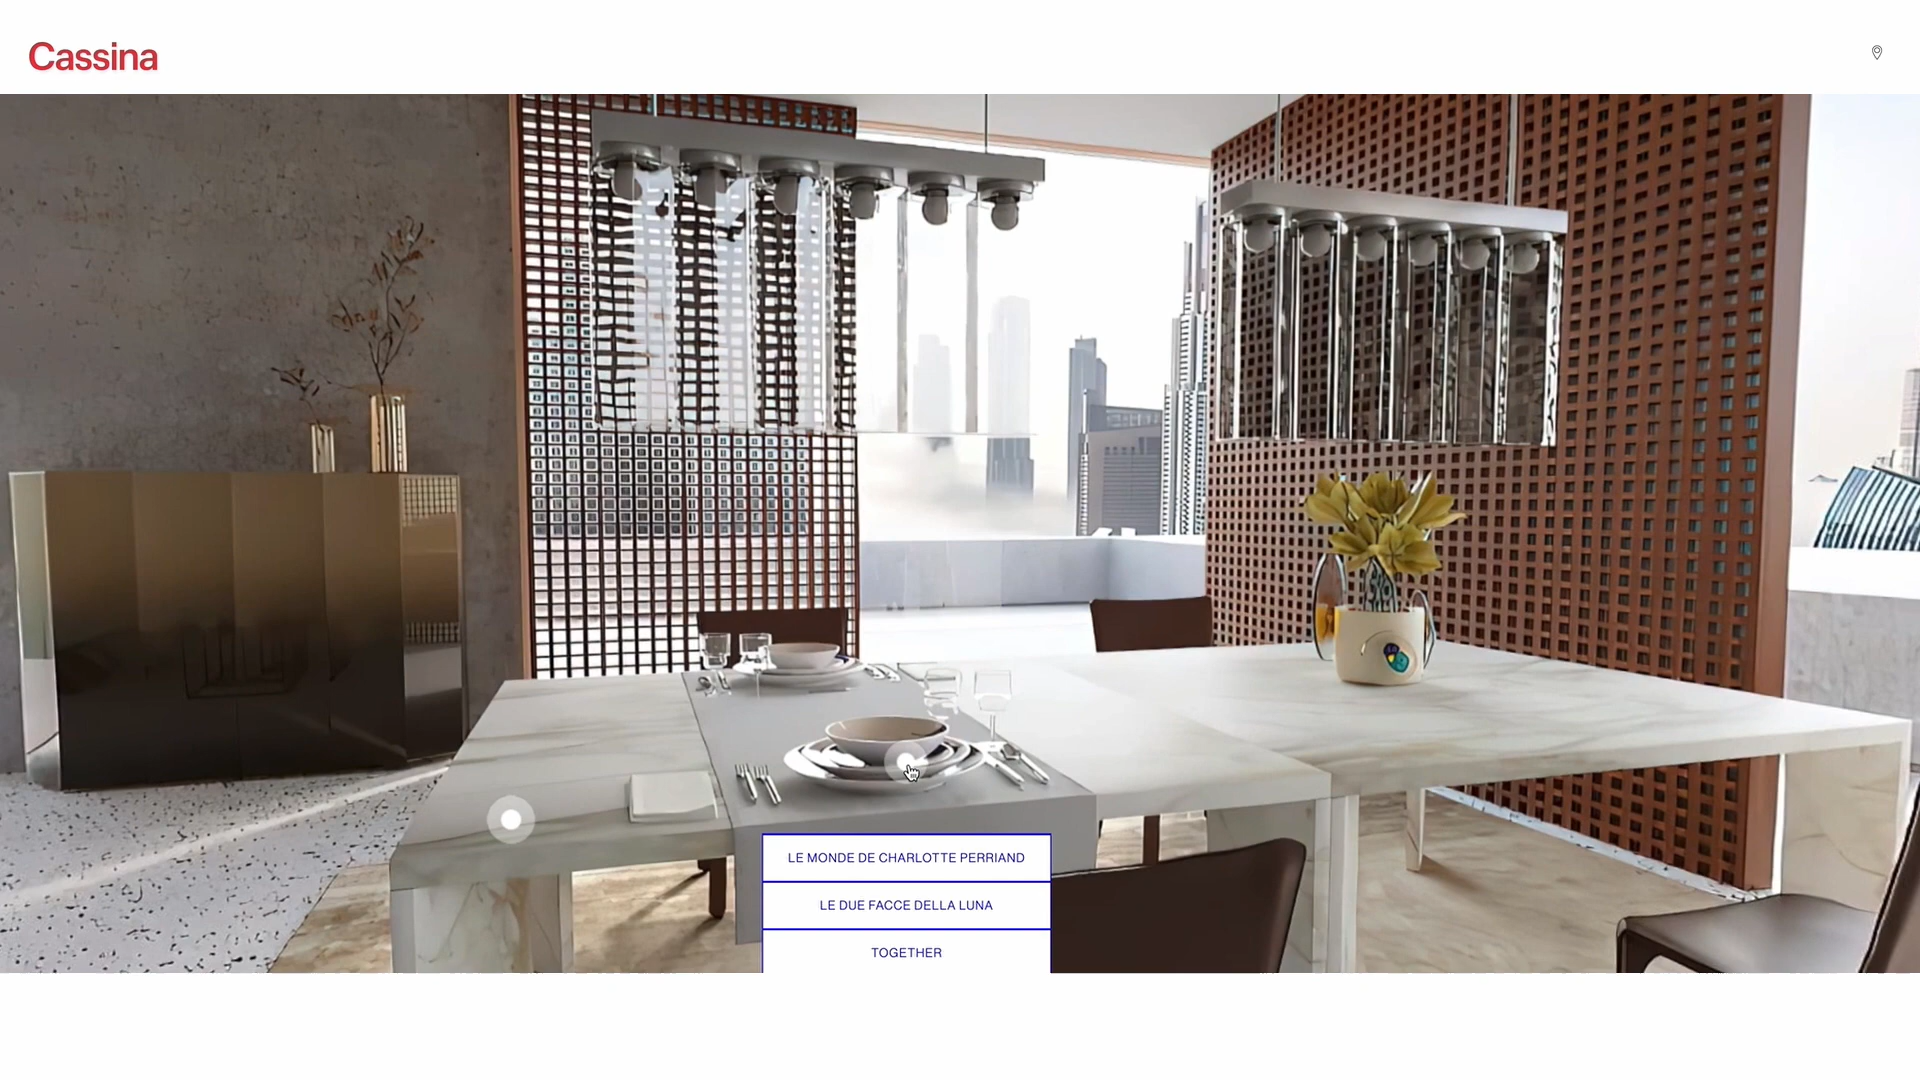 Cassina
LE MONDE DE CHARLOTTE PERRIAND
LE DUE FACCE DELLA LUNA
TOGETHER